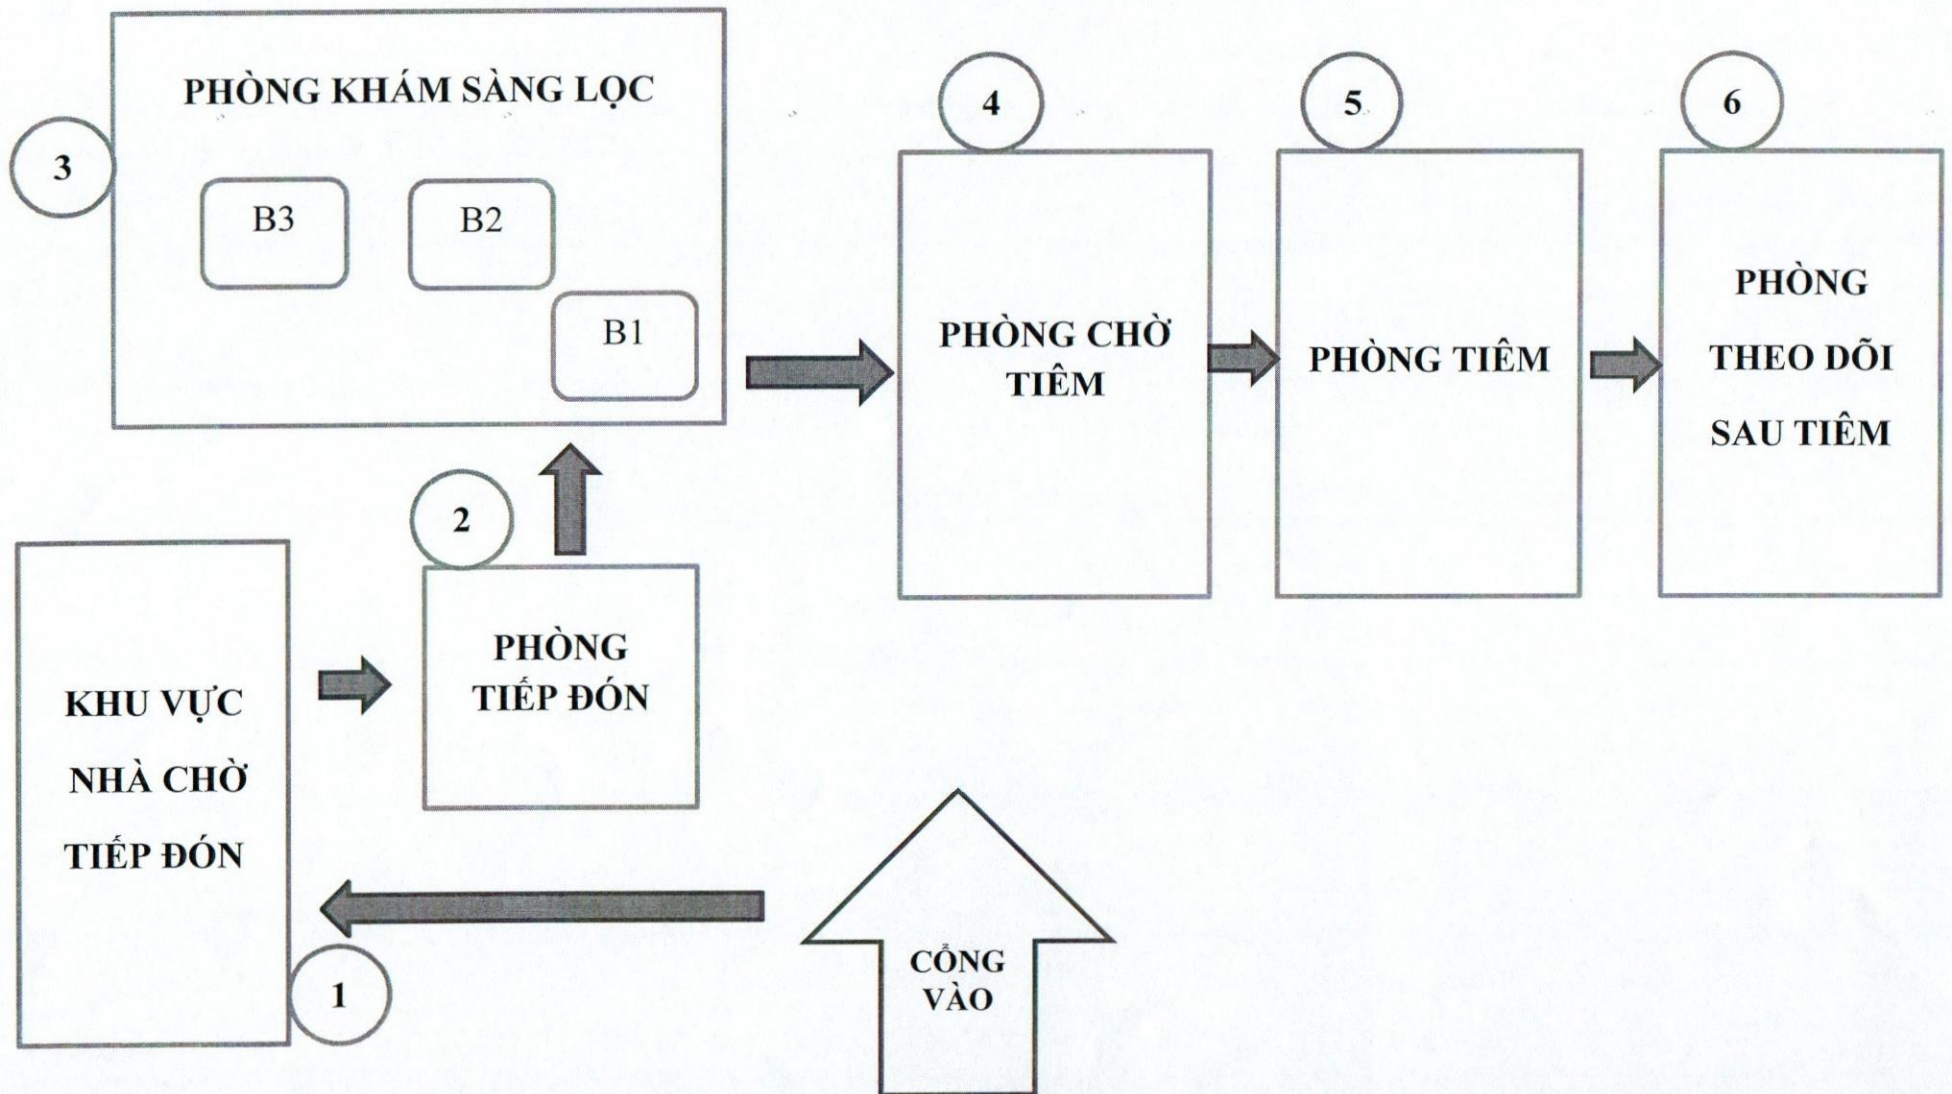 PHÒNG KHÁM SÀNG LỌC
3
B3
B2
B1
4
PHÒNG CHỜ
TIÊM
5
PHÒNG TIÊM
6
PHÒNG
THEO DÕI
SAU TIÊM
2
PHÒNG
TIẾP ĐÓN
KHU VỰC
NHÀ CHỜ
TIẾP ĐÓN
1
CỔNG
VÀO